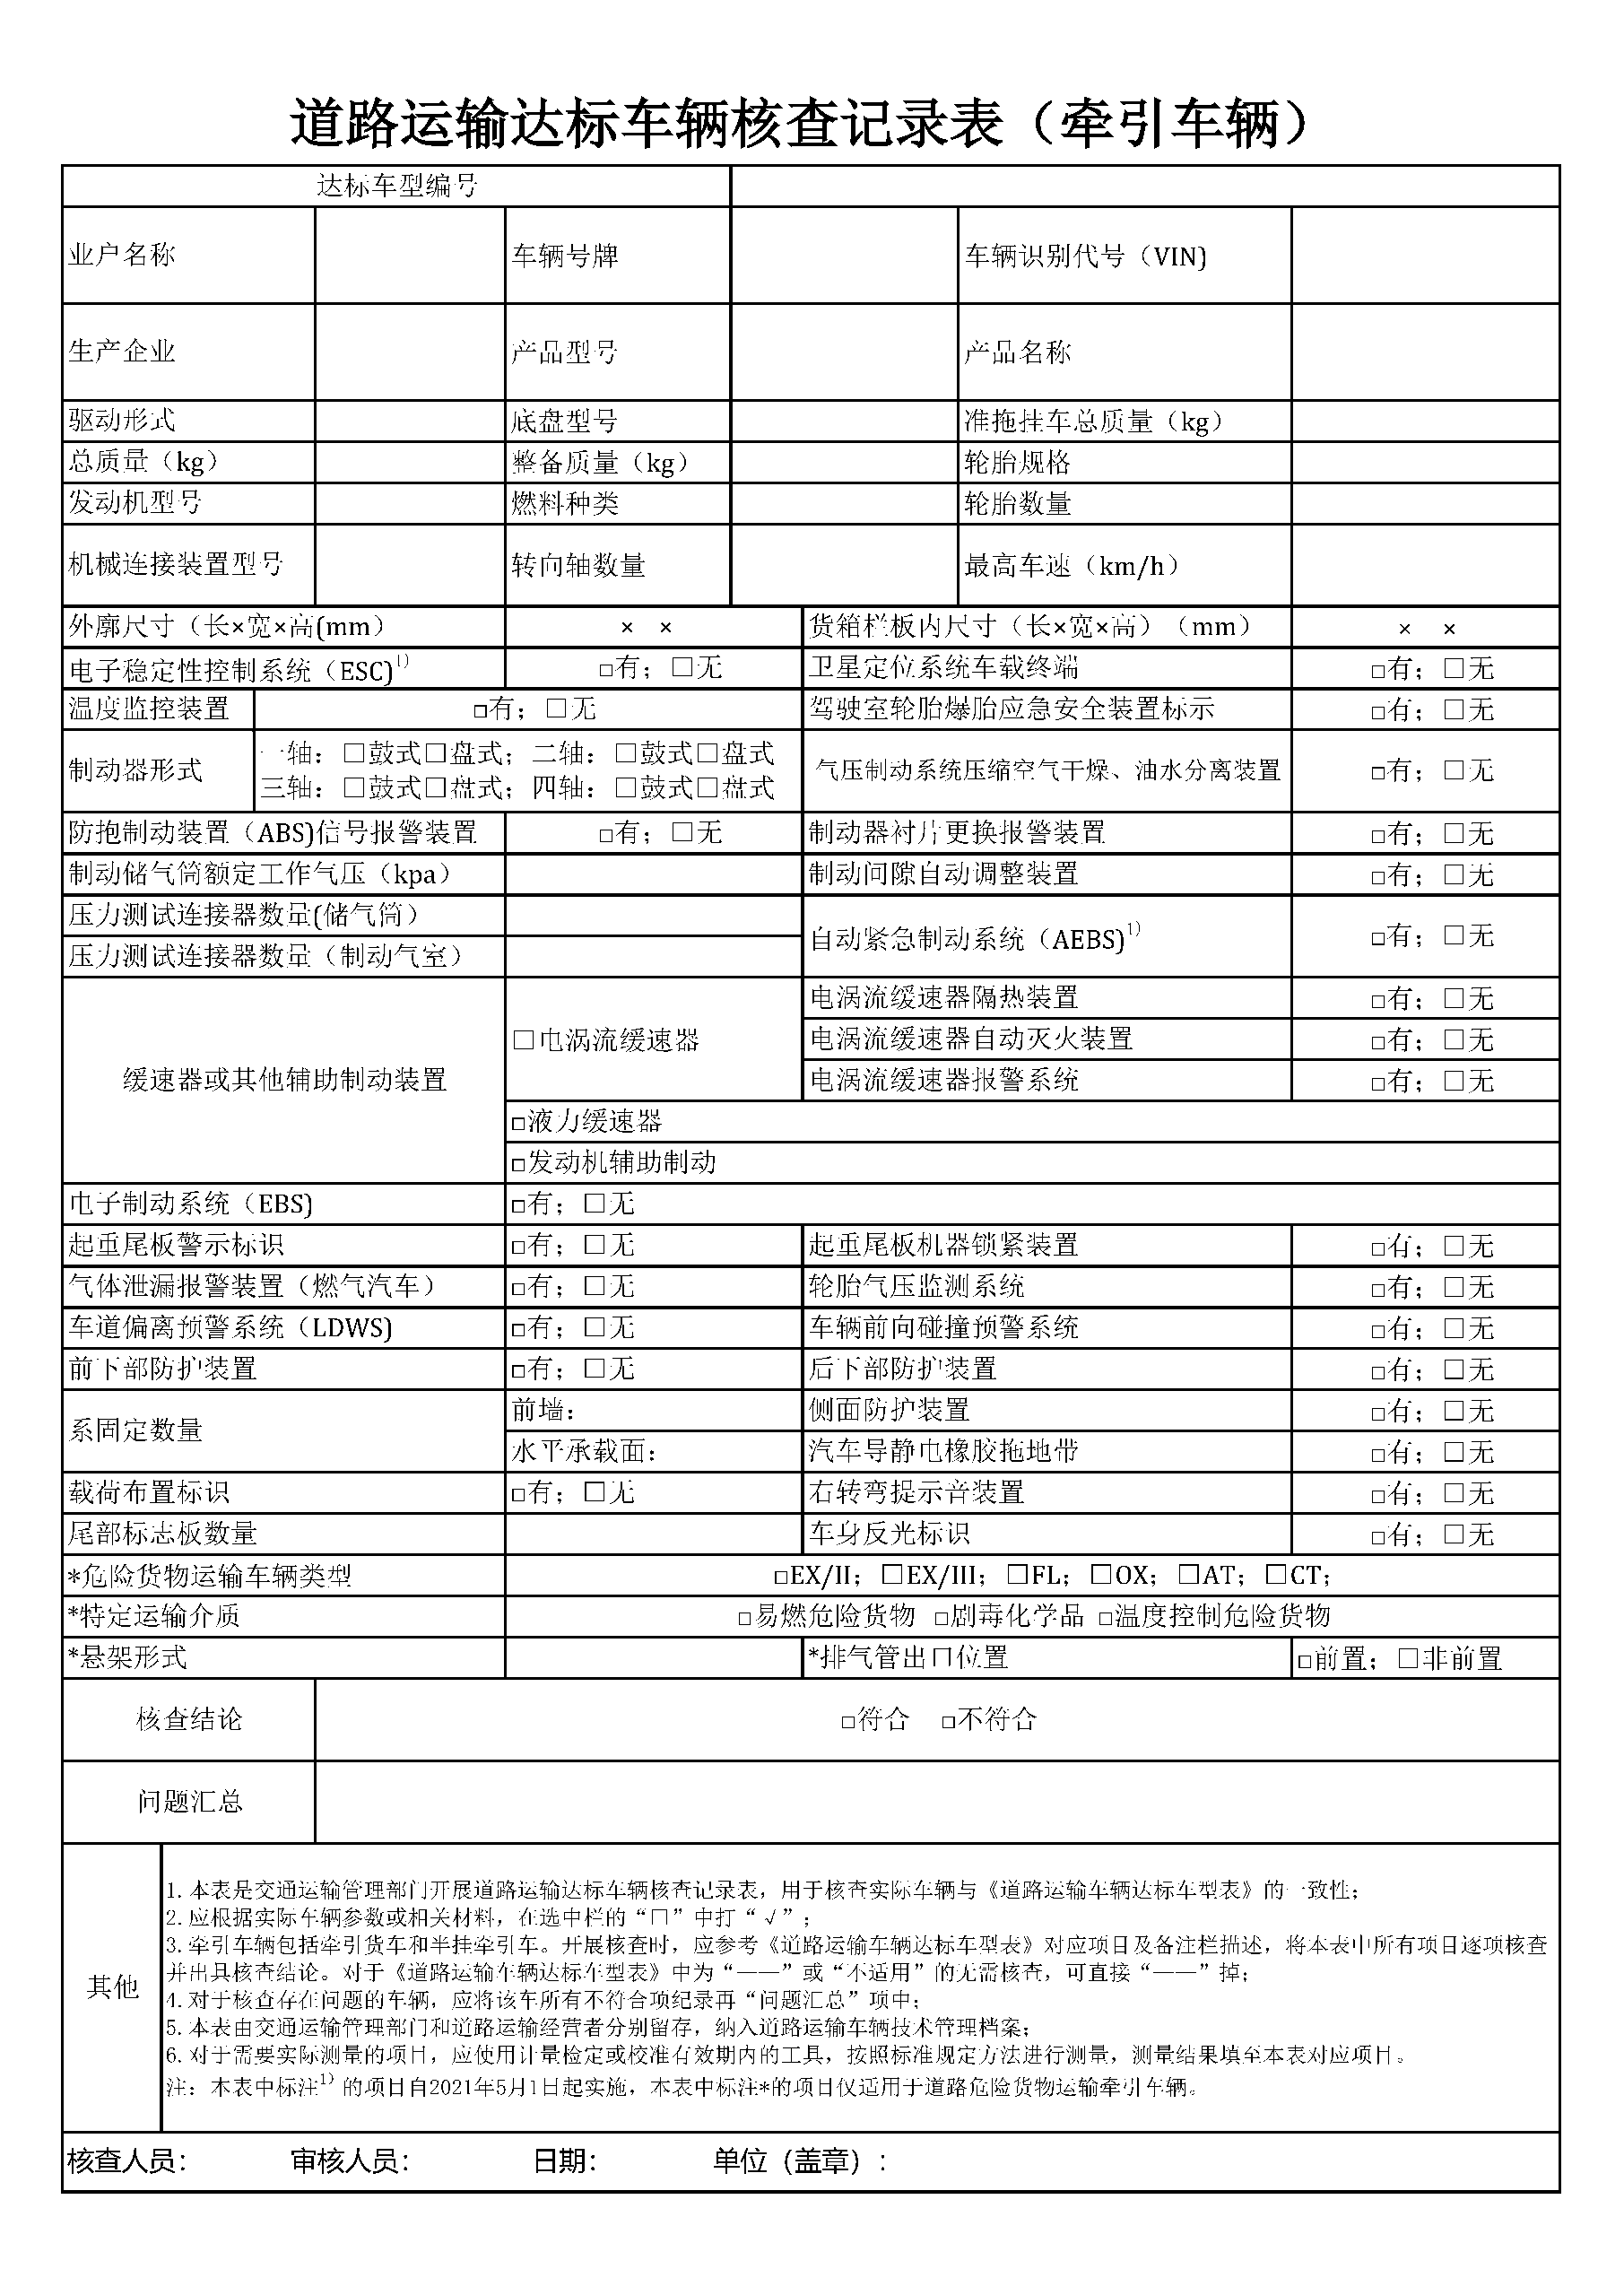 道路运输达标车辆核查记录表（牵引车辆）
达标车型编号
业户名称 车辆号牌 车辆识别代号（VIN)
生产企业 产品型号 产品名称
驱动形式 底盘型号 准拖挂车总质量（kg）
总质量（kg） 整备质量（kg） 轮胎规格
发动机型号 燃料种类 轮胎数量
机械连接装置型号 转向轴数量 最高车速（km/h）
外廓尺寸（长×宽×高(mm） × × 货箱栏板内尺寸（长×宽×高）（mm） × ×
电子稳定性控制系统（ESC)1） □有；□无 卫星定位系统车载终端 □有；□无
温度监控装置 □有；□无 驾驶室轮胎爆胎应急安全装置标示 □有；□无
制动器形式 一轴：□鼓式□盘式；二轴：□鼓式□盘式
三轴：□鼓式□盘式；四轴：□鼓式□盘式
气压制动系统压缩空气干燥、油水分离装置 □有；□无
防抱制动装置（ABS)信号报警装置 □有；□无 制动器衬片更换报警装置 □有；□无
制动储气筒额定工作气压（kpa） 制动间隙自动调整装置 □有；□无
压力测试连接器数量(储气筒）
自动紧急制动系统（AEBS)1） □有；□无
压力测试连接器数量（制动气室）
缓速器或其他辅助制动装置
□电涡流缓速器
电涡流缓速器隔热装置 □有；□无
电涡流缓速器自动灭火装置 □有；□无
电涡流缓速器报警系统 □有；□无
□液力缓速器
□发动机辅助制动
电子制动系统（EBS) □有；□无
起重尾板警示标识 □有；□无 起重尾板机器锁紧装置 □有；□无
气体泄漏报警装置（燃气汽车） □有；□无 轮胎气压监测系统 □有；□无
车道偏离预警系统（LDWS) □有；□无 车辆前向碰撞预警系统 □有；□无
前下部防护装置 □有；□无 后下部防护装置 □有；□无
系固定数量 前墙： 侧面防护装置 □有；□无
水平承载面： 汽车导静电橡胶拖地带 □有；□无
载荷布置标识 □有；□无 右转弯提示音装置 □有；□无
尾部标志板数量 车身反光标识 □有；□无
*危险货物运输车辆类型 □EX/II；□EX/III；□FL；□OX；□AT；□CT；
*特定运输介质 □易燃危险货物 □剧毒化学品 □温度控制危险货物
*悬架形式 *排气管出口位置 □前置；□非前置
核查结论 □符合 □不符合
问题汇总
其他
1. 本表是交通运输管理部门开展道路运输达标车辆核查记录表，用于核查实际车辆与《道路运输车辆达标车型表》的一致性；
2. 应根据实际车辆参数或相关材料，在选中栏的“□”中打“√”；
3. 牵引车辆包括牵引货车和半挂牵引车。开展核查时，应参考《道路运输车辆达标车型表》对应项目及备注栏描述，将本表中所有项目逐项核查
并出具核查结论。对于《道路运输车辆达标车型表》中为“——”或“不适用”的无需核查，可直接“——”掉；
4. 对于核查存在问题的车辆，应将该车所有不符合项纪录再“问题汇总”项中；
5. 本表由交通运输管理部门和道路运输经营者分别留存，纳入道路运输车辆技术管理档案；
6. 对于需要实际测量的项目，应使用计量检定或校准有效期内的工具，按照标准规定方法进行测量，测量结果填至本表对应项目。
注：本表中标注1）的项目自2021年5月1日起实施，本表中标注*的项目仅适用于道路危险货物运输牵引车辆。
核查人员： 审核人员： 日期： 单位（盖章）：